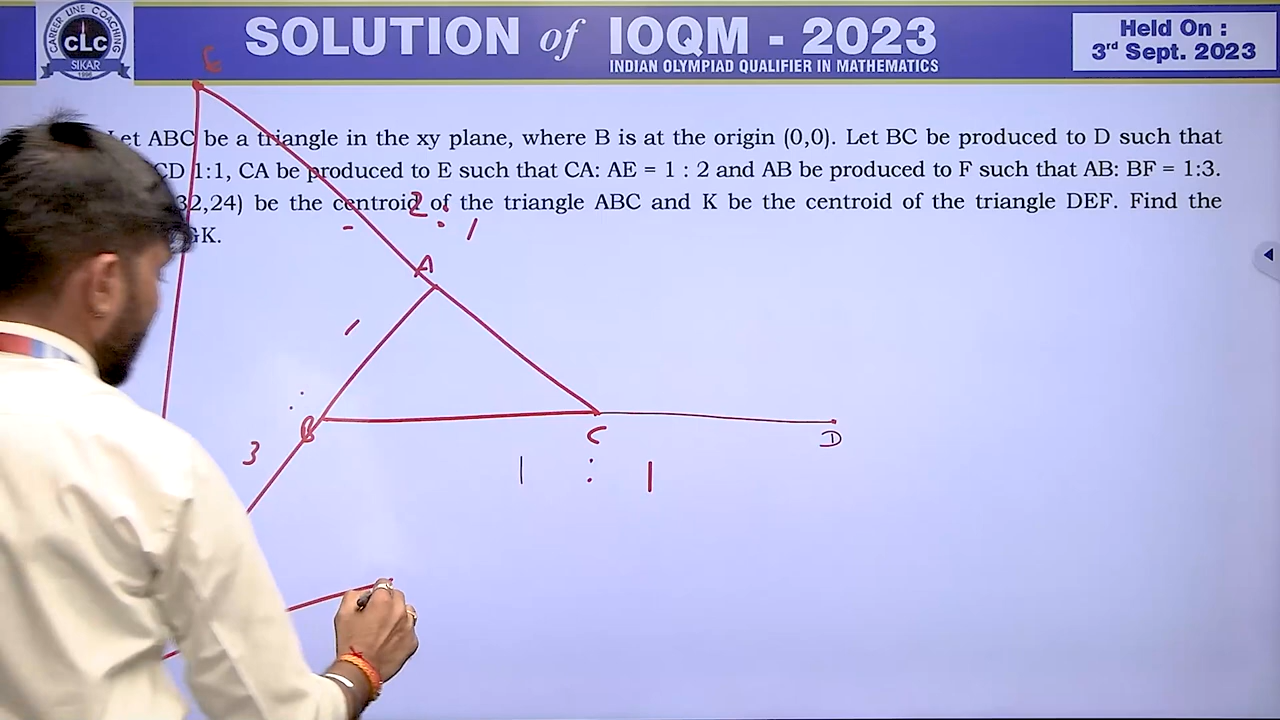 CAREER LINE COACHING
CLC
SIKAR
1996
SOLUTION of IOQM - 2023
INDIAN OLYMPIAD QUALIFIER IN MATHEMATICS
Held On :
3rd Sept. 2023
Let ABC be a triangle in the xy plane, where B is at the origin (0,0). Let BC be produced to D such that
CD 1:1, CA be produced to E such that CA: AE = 1 : 2 and AB be produced to F such that AB: BF = 1:3.
32,24) be the centroid of the triangle ABC and K be the centroid of the triangle DEF. Find the
GK.
2 : 1
A
B
3
C
D
1 : 1